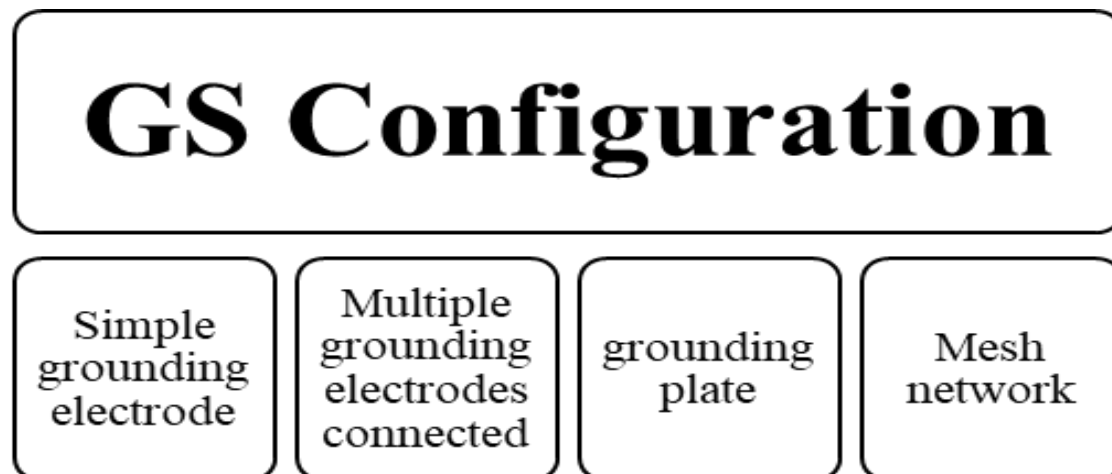 GS Configuration
Simple
grounding
electrode
Multiple
grounding
electrodes
connected
grounding
plate
Mesh
network